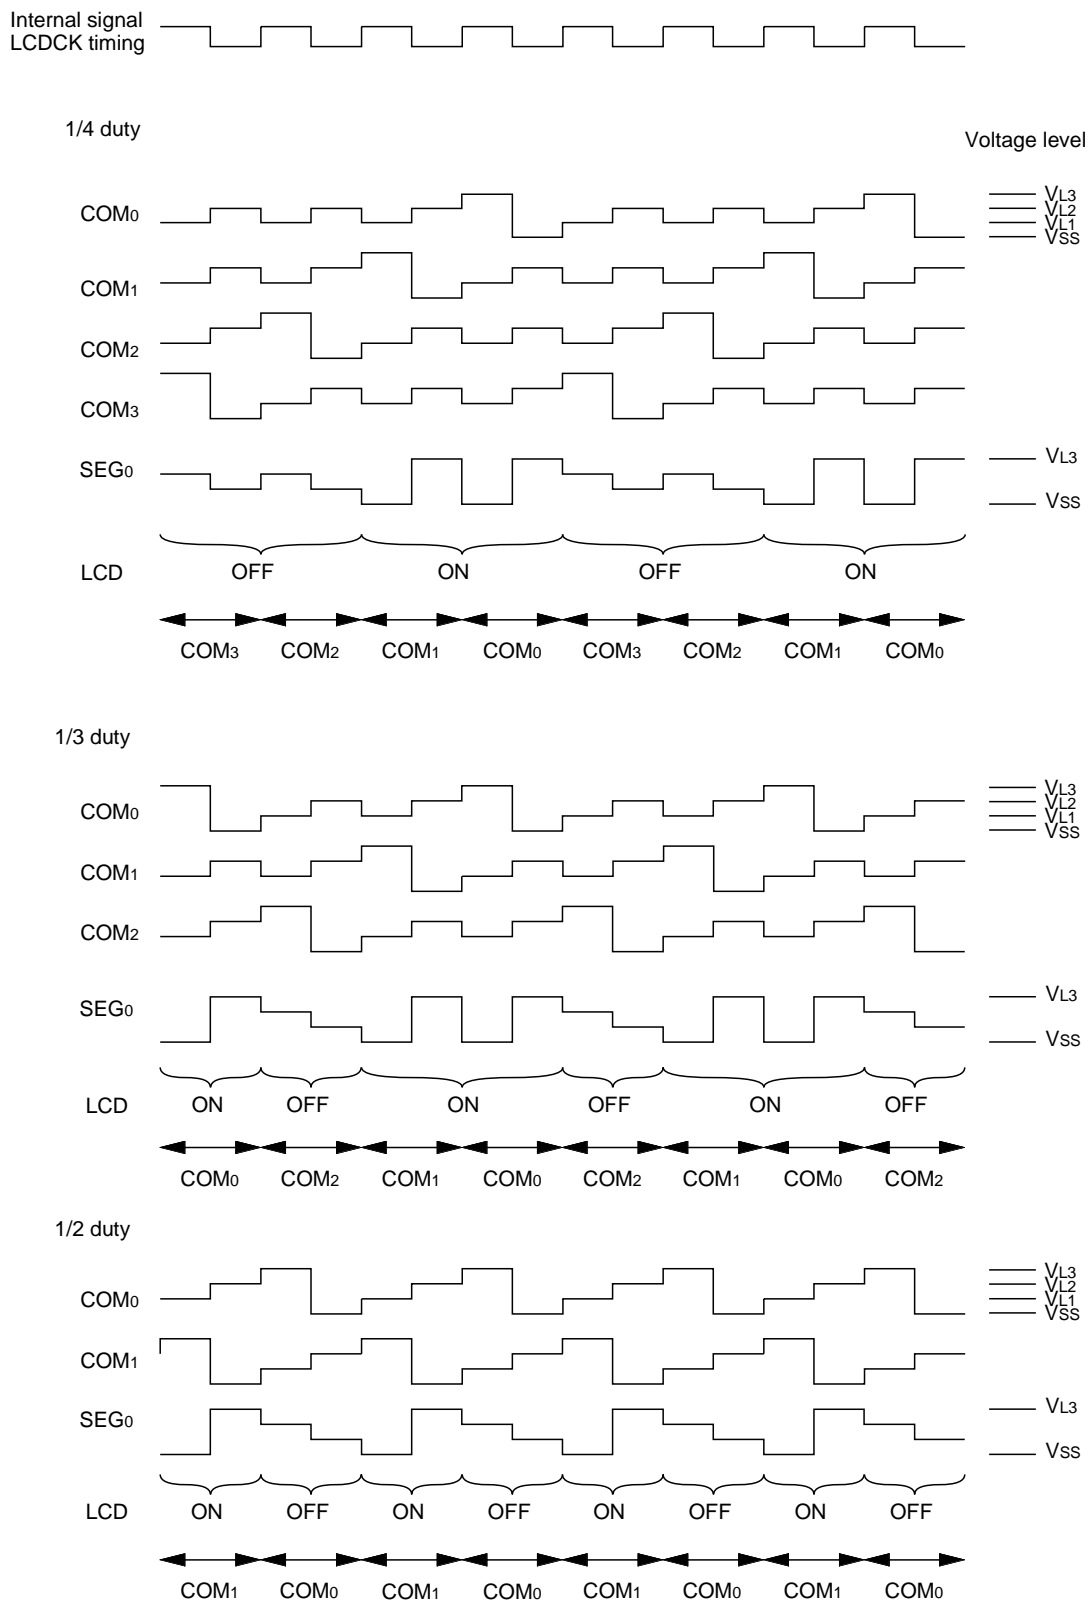 Internal signal
LCDCK timing
1/4 duty
Voltage level
COM0
VL3
VL2
VL1
VSS
COM1
COM2
COM3
SEG0
VL3
VSS
LCD OFF ON OFF ON
COM3 COM2 COM1 COM0 COM3 COM2 COM1 COM0
1/3 duty
COM0
VL3
VL2
VL1
VSS
COM1
COM2
SEG0
VL3
VSS
LCD ON OFF ON OFF ON OFF
COM0 COM2 COM1 COM0 COM2 COM1 COM0 COM2
1/2 duty
COM0
VL3
VL2
VL1
VSS
COM1
SEG0
VL3
VSS
LCD ON OFF ON OFF ON OFF ON OFF
COM1 COM0 COM1 COM0 COM1 COM0 COM1 COM0